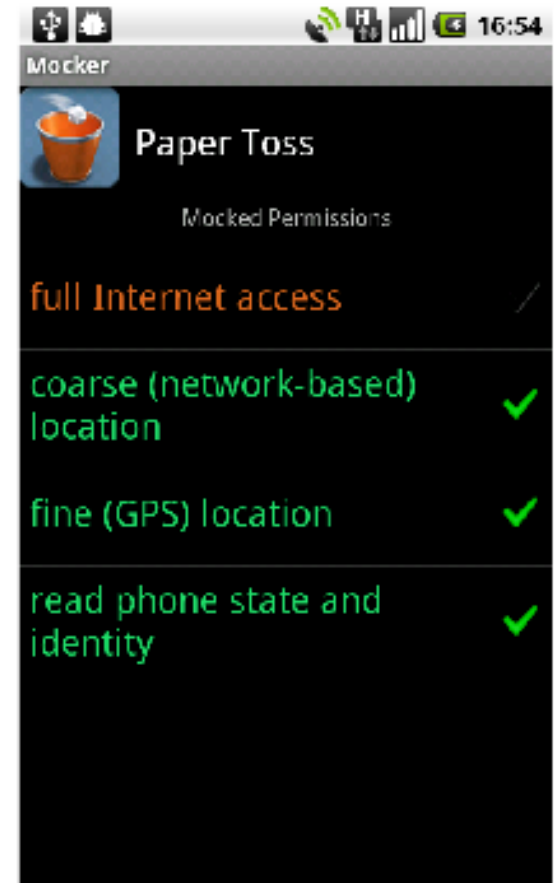 16:54
Mocker
Paper Toss
Mocked Permissions
full Internet access
coarse (network-based)
location
fine (GPS) location
read phone state and
identity